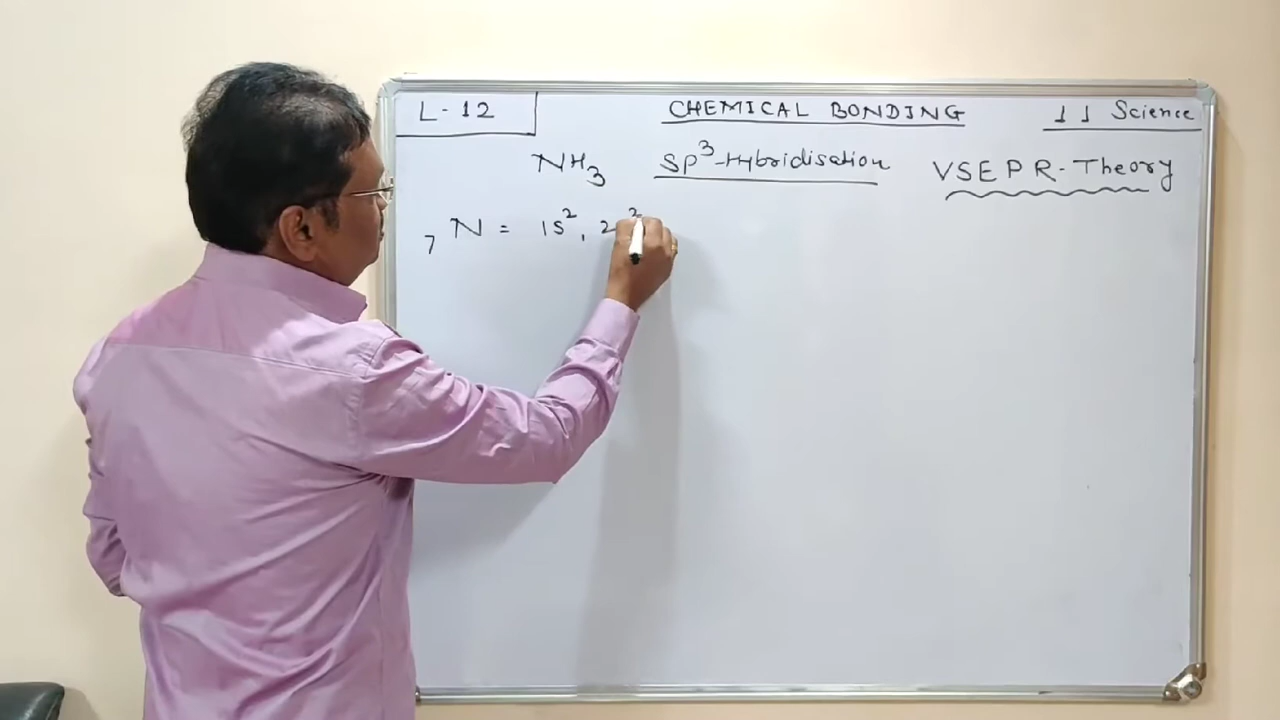 L-12 CHEMICAL BONDING 11 Science
NH₃ SP³-Hybridisation VSEPR-Theory
₇N = 1S², 2